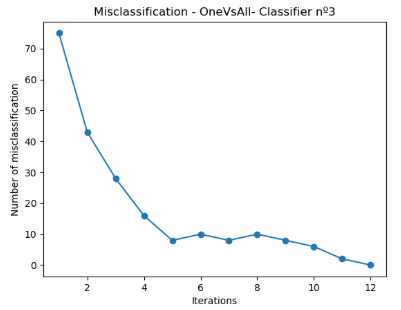 Misclassification - OneVsAll- Classifier nº3
Number of misclassification
70
60
50
40
30
20
10
0
2 4 6 8 10 12
Iterations